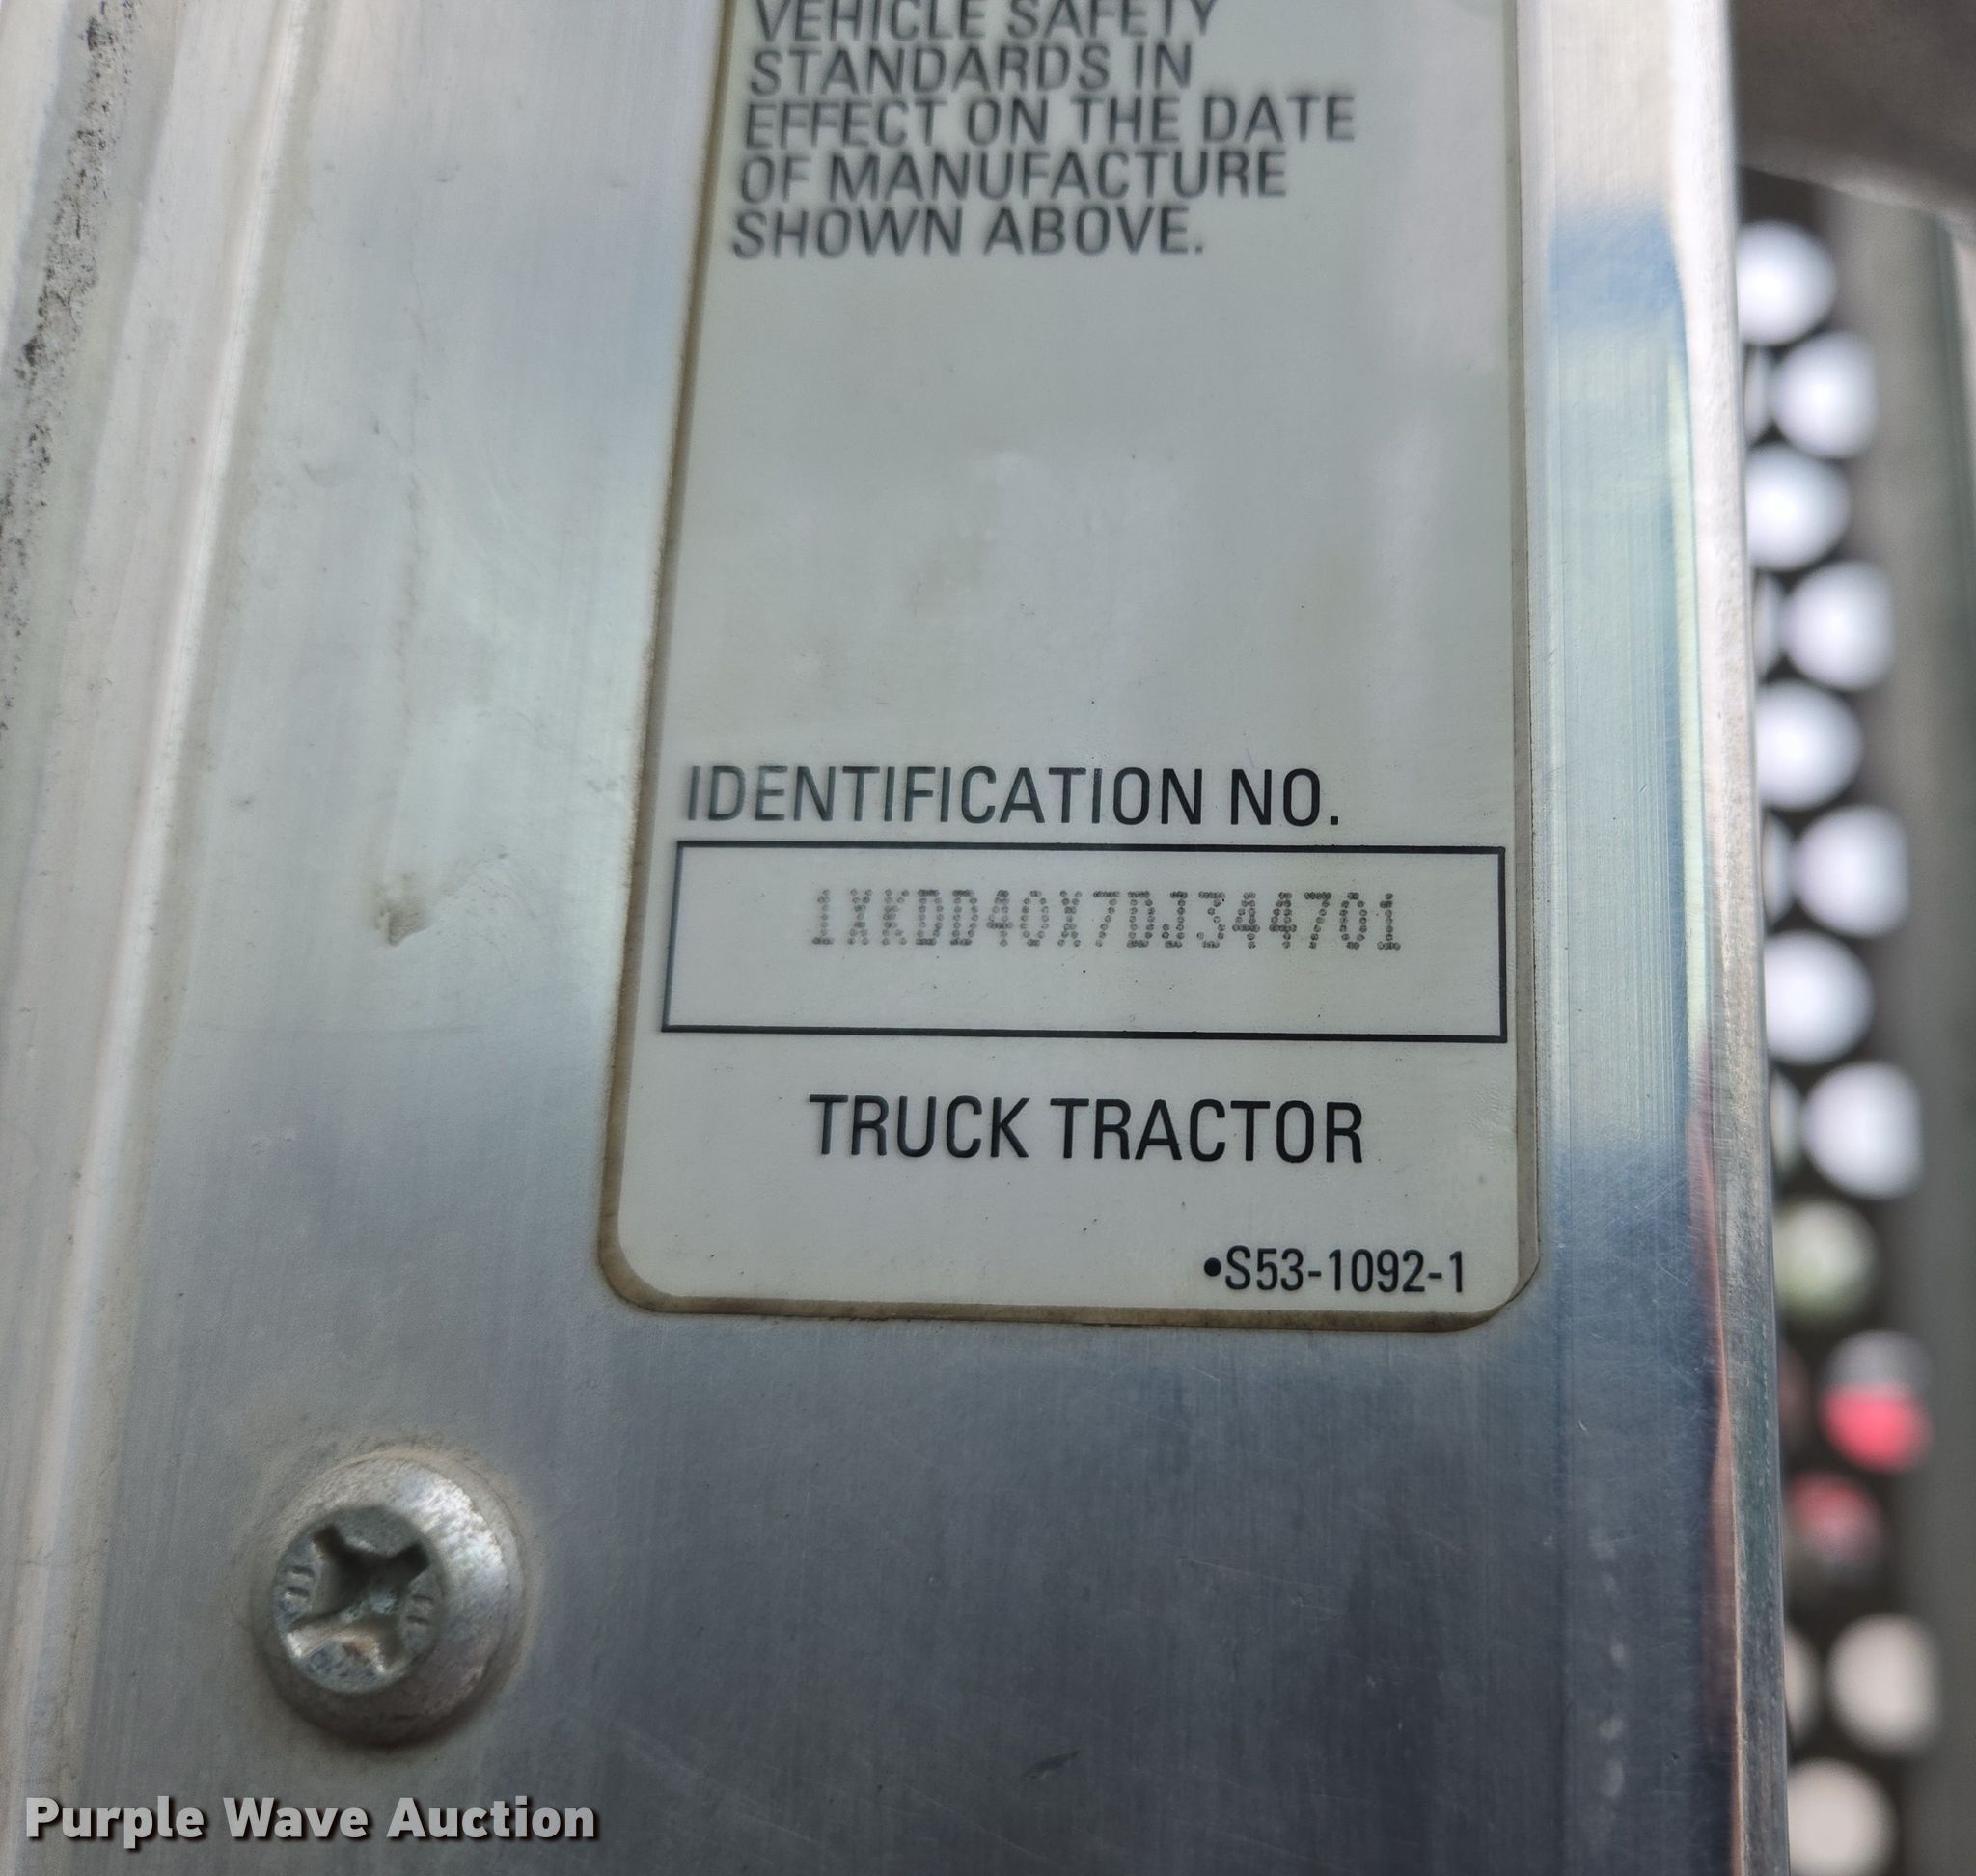 VEHICLE SAFETY
STANDARDS IN
EFFECT ON THE DATE
OF MANUFACTURE
SHOWN ABOVE.
IDENTIFICATION NO.
1XKDD40X7DJ344701
TRUCK TRACTOR
•S53-1092-1
Purple Wave Auction